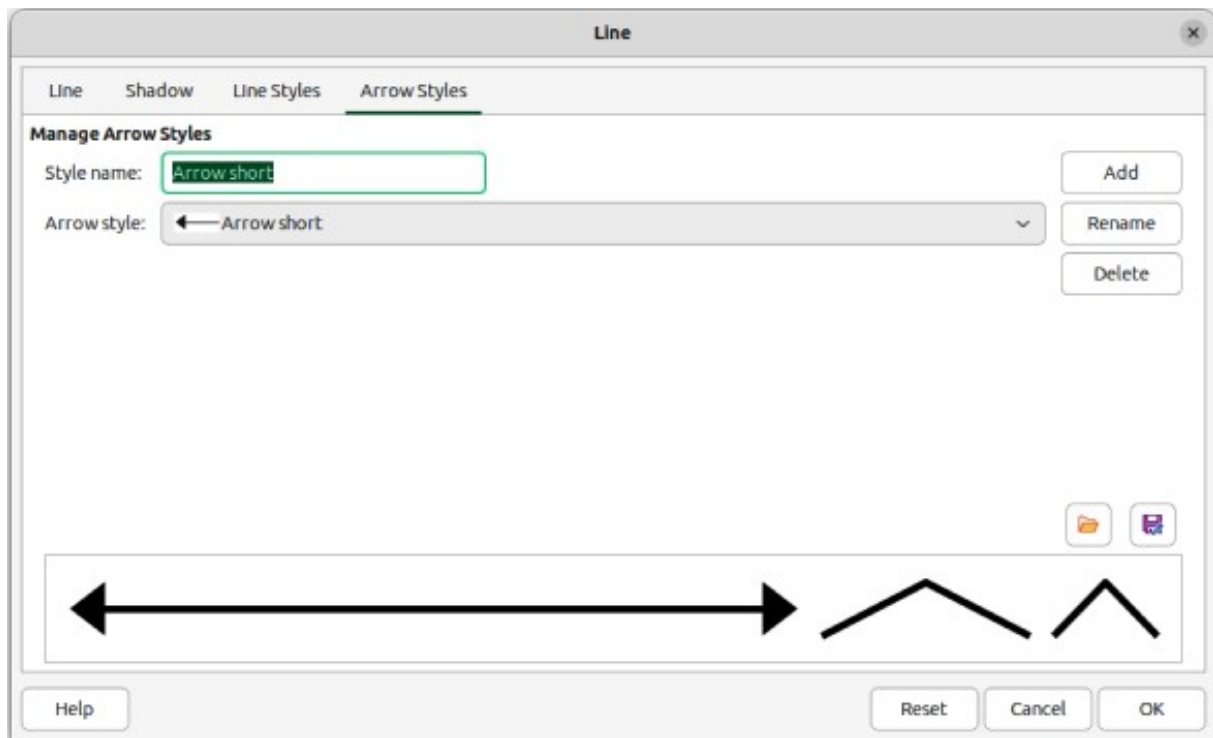 Line
Line Shadow Line Styles Arrow Styles
Manage Arrow Styles
Style name: Arrow short Add
Arrow style: Arrow short Rename
Delete
Help Reset Cancel OK